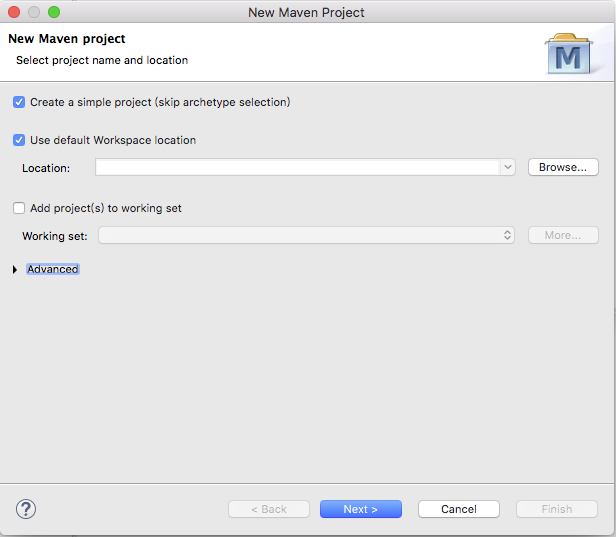 New Maven Project
New Maven project
Select project name and location
M
Create a simple project (skip archetype selection)
Use default Workspace location
Location:
Browse...
Add project(s) to working set
Working set:
More...
Advanced
?
< Back
Next >
Cancel
Finish